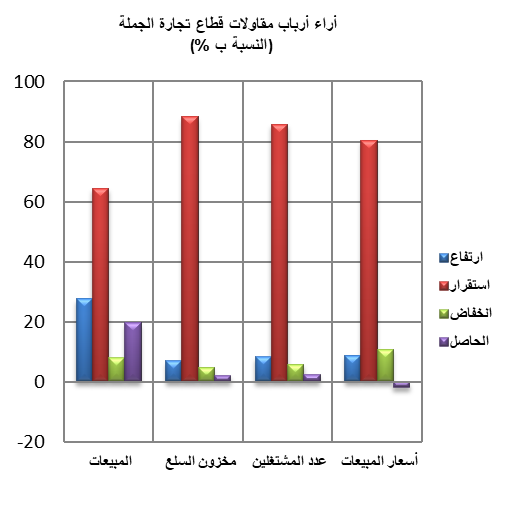 أراء أرباب مقاولات قطاع تجارة الجملة
(النسبة ب %)
100
80
60
40
20
0
-20
المبيعات
مخزون السلع
عدد المشتغلين
أسعار المبيعات
ارتفاع
استقرار
انخفاض
الحاصل